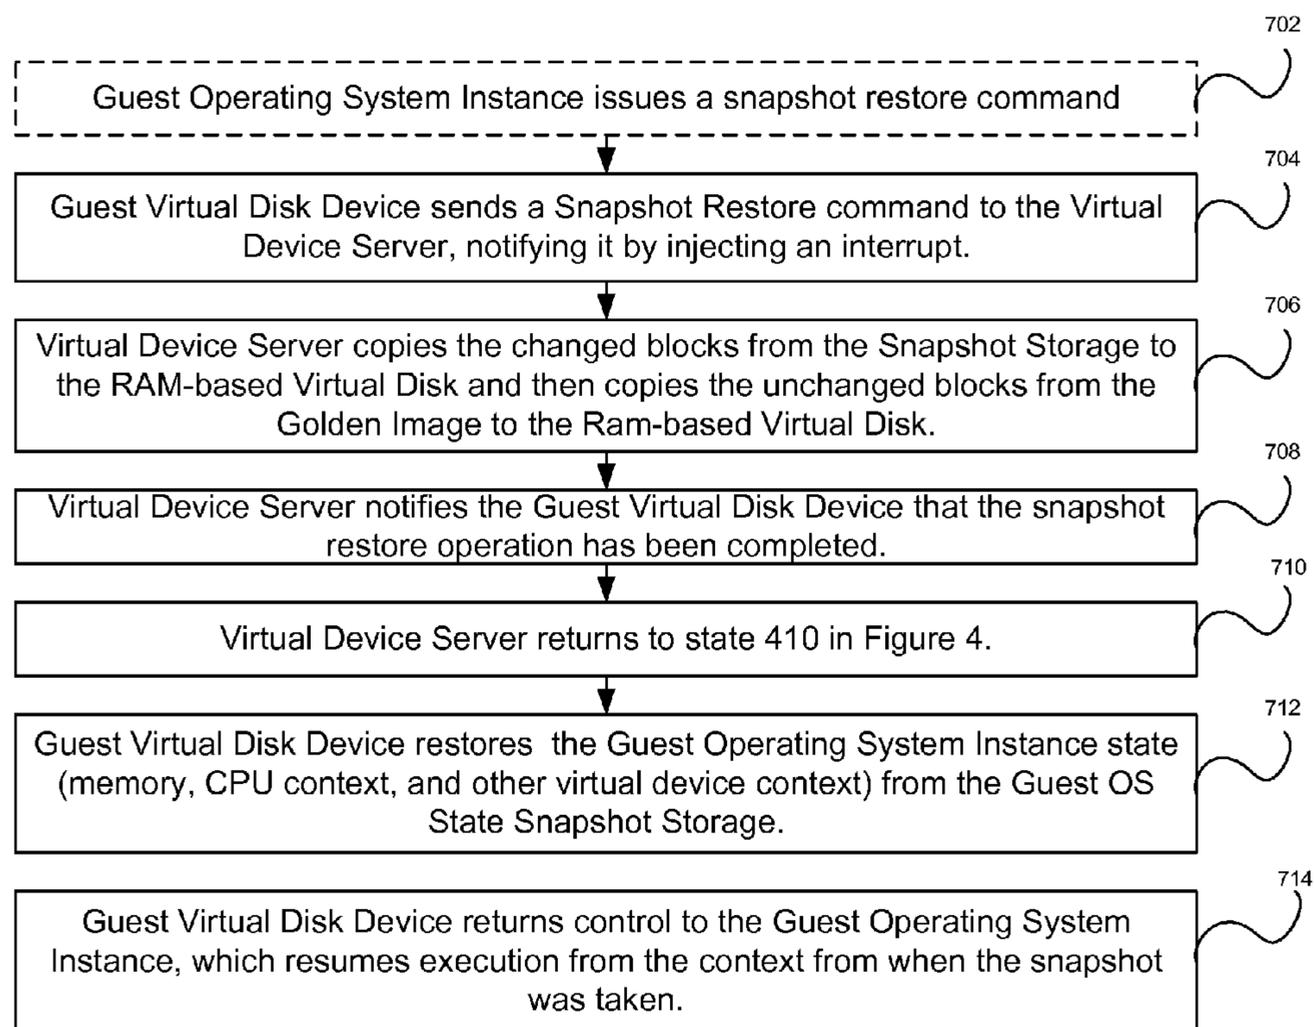 702
Guest Operating System Instance issues a snapshot restore command
704
Guest Virtual Disk Device sends a Snapshot Restore command to the Virtual
Device Server, notifying it by injecting an interrupt.
706
Virtual Device Server copies the changed blocks from the Snapshot Storage to
the RAM-based Virtual Disk and then copies the unchanged blocks from the
Golden Image to the Ram-based Virtual Disk.
708
Virtual Device Server notifies the Guest Virtual Disk Device that the snapshot
restore operation has been completed.
710
Virtual Device Server returns to state 410 in Figure 4.
712
Guest Virtual Disk Device restores the Guest Operating System Instance state
(memory, CPU context, and other virtual device context) from the Guest OS
State Snapshot Storage.
714
Guest Virtual Disk Device returns control to the Guest Operating System
Instance, which resumes execution from the context from when the snapshot
was taken.